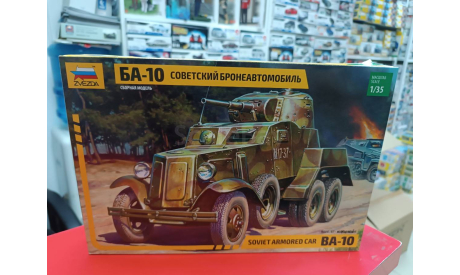 ZVEZDA
БА-10 СОВЕТСКИЙ БРОНЕАВТОМОБИЛЬ
СБОРНАЯ МОДЕЛЬ
1/35
SOVIET ARMORED CAR BA-10